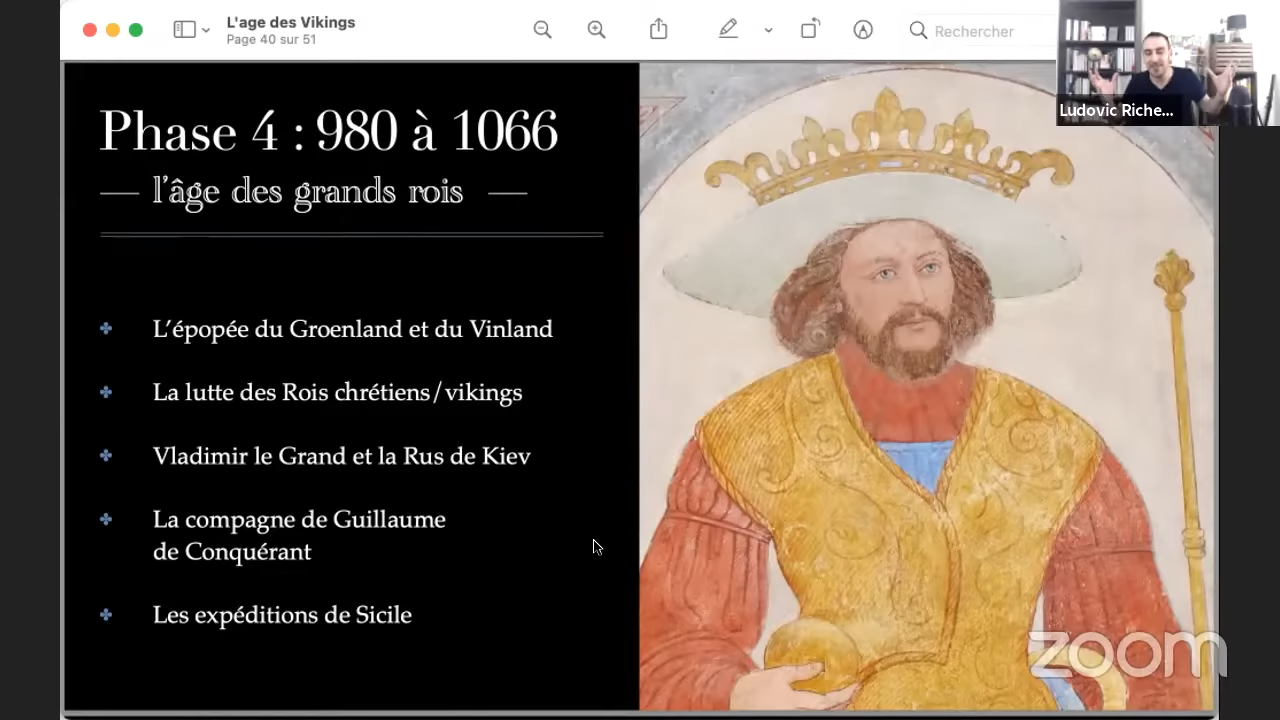 L'age des Vikings
Page 40 sur 51
Rechercher
Ludovic Riche...
Phase 4 : 980 à 1066
l'âge des grands rois
L'épopée du Groenland et du Vinland
La lutte des Rois chrétiens/vikings
Vladimir le Grand et la Rus de Kiev
La compagne de Guillaume
de Conquérant
Les expéditions de Sicile
zoom